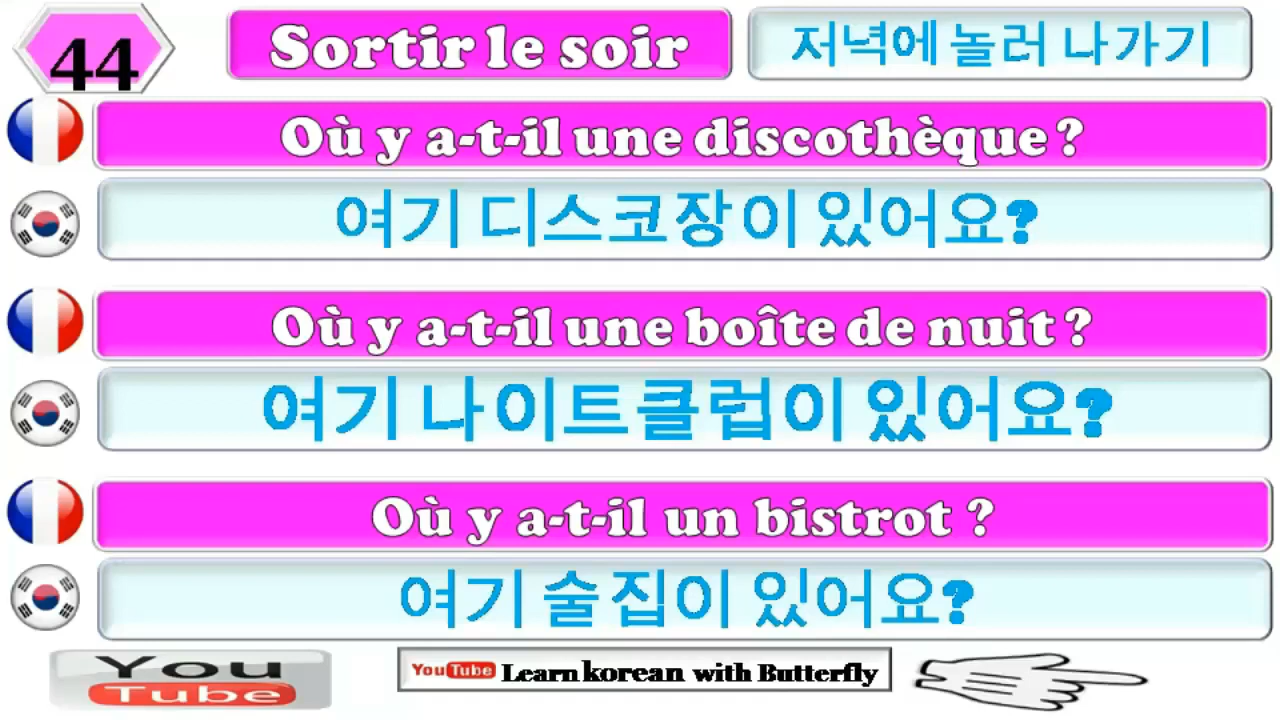 44
Sortir le soir
저녁에 놀러 나가기
Où y a-t-il une discothèque ?
여기 디스코장이 있어요?
Où y a-t-il une boîte de nuit ?
여기 나이트클럽이 있어요?
Où y a-t-il un bistrot ?
여기 술집이 있어요?
You Tube
YouTube Learn korean with Butterfly